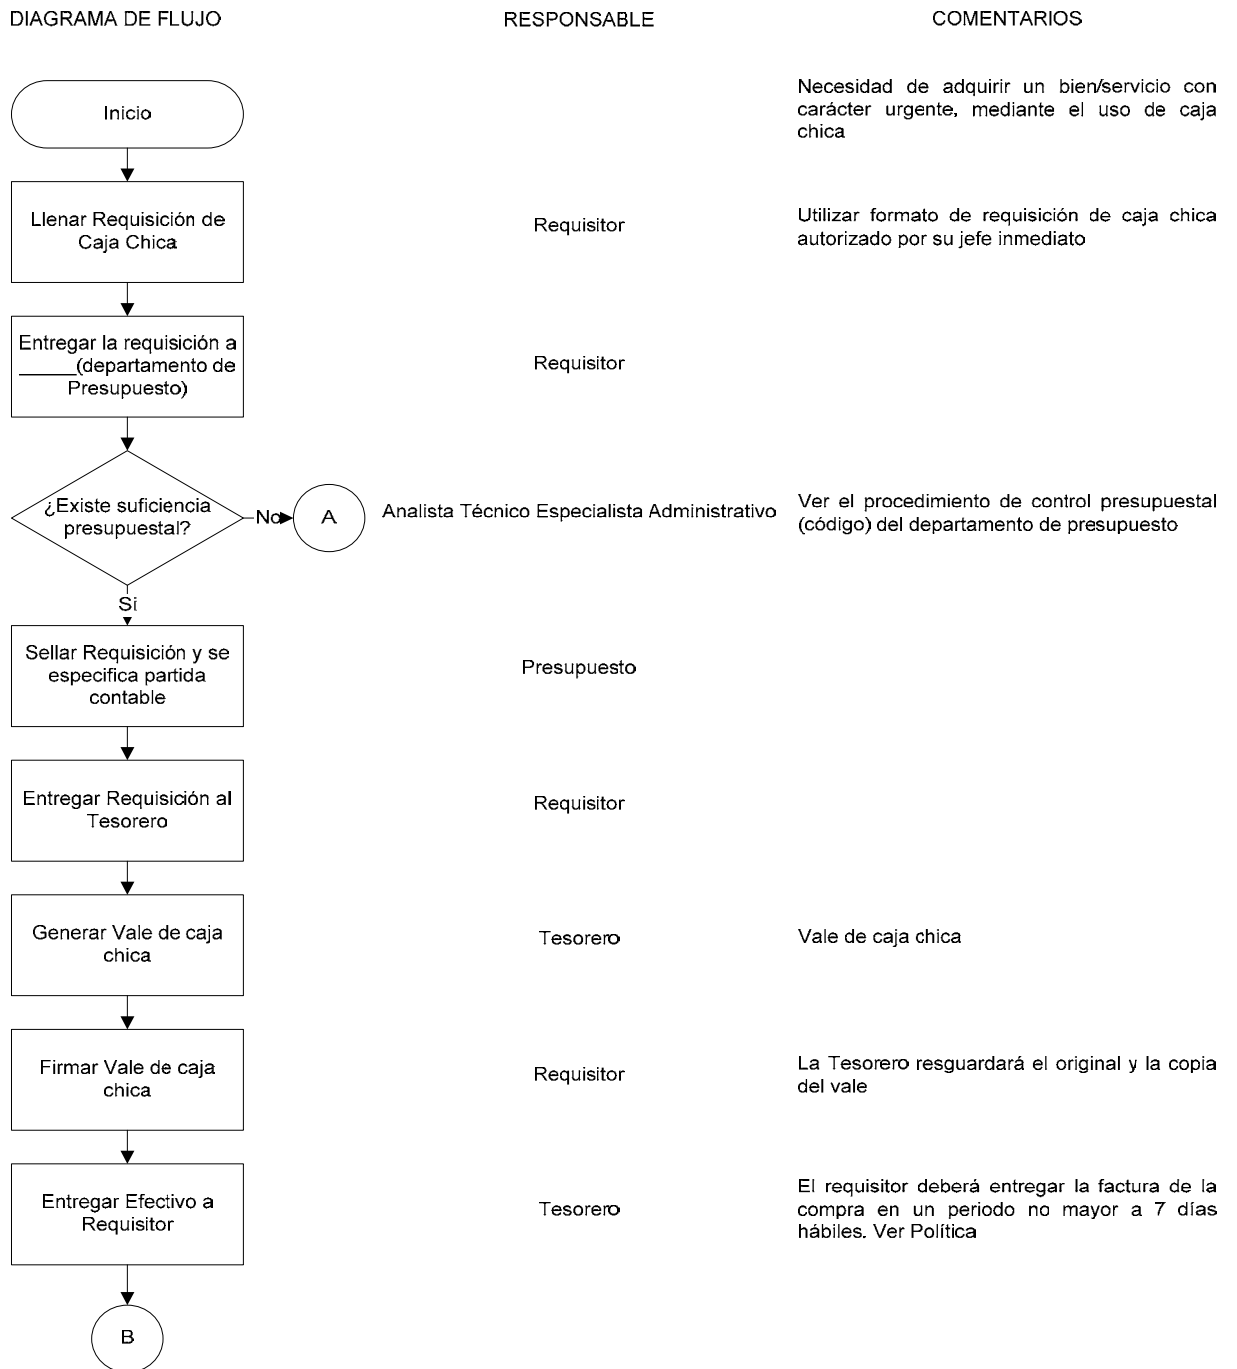 DIAGRAMA DE FLUJO
RESPONSABLE
COMENTARIOS
Inicio
Necesidad de adquirir un bien/servicio con
carácter urgente, mediante el uso de caja
chica
Llenar Requisición de
Caja Chica
Requisitor
Utilizar formato de requisición de caja chica
autorizado por su jefe inmediato
Entregar la requisición a
______(departamento de
Presupuesto)
Requisitor
¿Existe suficiencia
presupuestal?
No
A
Analista Técnico Especialista Administrativo
Ver el procedimiento de control presupuestal
(código) del departamento de presupuesto
Sí
Sellar Requisición y se
especifica partida
contable
Presupuesto
Entregar Requisición al
Tesorero
Requisitor
Generar Vale de caja
chica
Tesorero
Vale de caja chica
Firmar Vale de caja
chica
Requisitor
La Tesorero resguardará el original y la copia
del vale
Entregar Efectivo a
Requisitor
Tesorero
El requisitor deberá entregar la factura de la
compra en un periodo no mayor a 7 días
hábiles. Ver Política
B